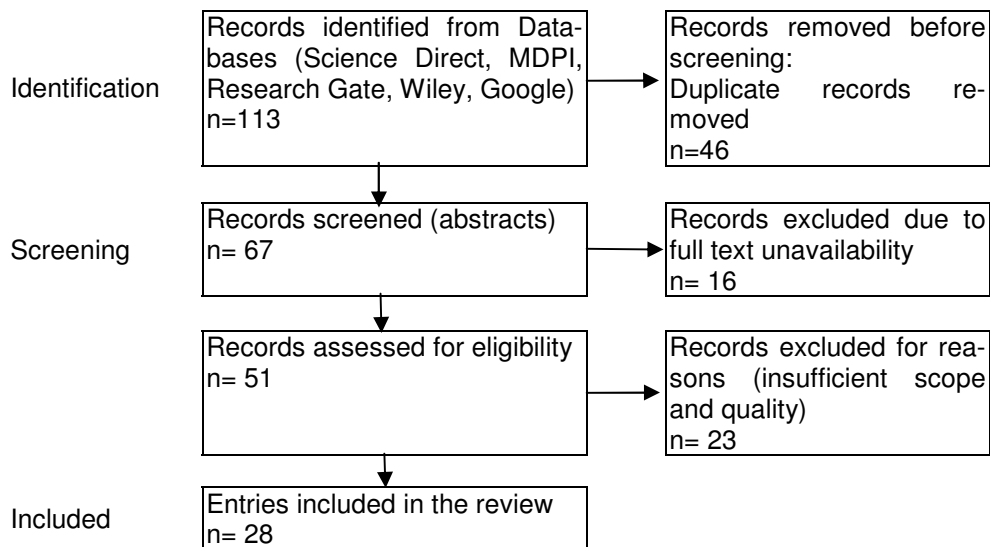 Identification
Records identified from Data-
bases (Science Direct, MDPI,
Research Gate, Wiley, Google)
n=113
Records removed before
screening:
Duplicate records re-
moved
n=46
Screening
Records screened (abstracts)
n= 67
Records excluded due to
full text unavailability
n= 16
Records assessed for eligibility
n= 51
Records excluded for rea-
sons (insufficient scope
and quality)
n= 23
Included
Entries included in the review
n= 28